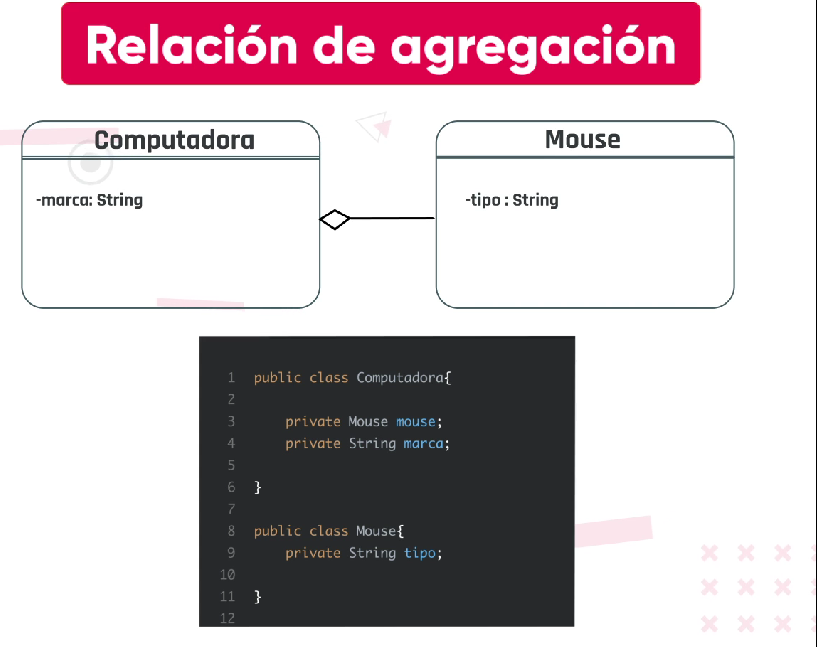 Relación de agregación
Computadora
-marca: String
Mouse
-tipo : String
1 public class Computadora{
2
3 private Mouse mouse;
4 private String marca;
5
6 }
7
8 public class Mouse{
9 private String tipo;
10
11 }
12